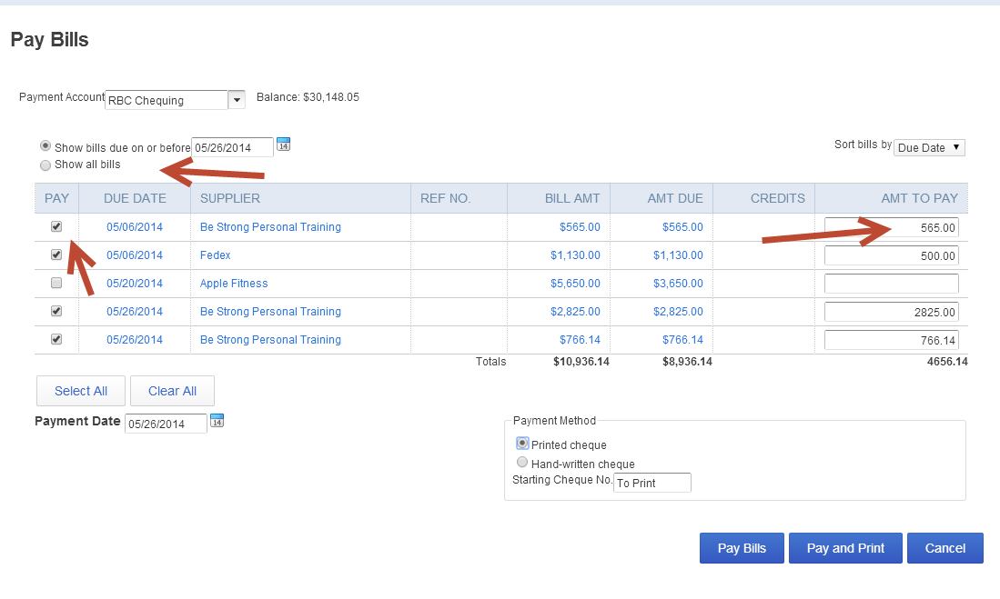 Pay Bills
Payment Account RBC Chequing Balance: $30,148.05
Show bills due on or before 05/26/2014 14 Sort bills by Due Date
Show all bills
PAY DUE DATE SUPPLIER REF NO. BILL AMT AMT DUE CREDITS AMT TO PAY
05/06/2014 Be Strong Personal Training $565.00 $565.00 565.00
05/06/2014 Fedex $1,130.00 $1,130.00 500.00
05/20/2014 Apple Fitness $5,650.00 $3,650.00
05/26/2014 Be Strong Personal Training $2,825.00 $2,825.00 2825.00
05/26/2014 Be Strong Personal Training $766.14 $766.14 766.14
Totals $10,936.14 $8,936.14 4656.14
Select All Clear All
Payment Date 05/26/2014 14
Payment Method
Printed cheque
Hand-written cheque
Starting Cheque No. To Print
Pay Bills Pay and Print Cancel